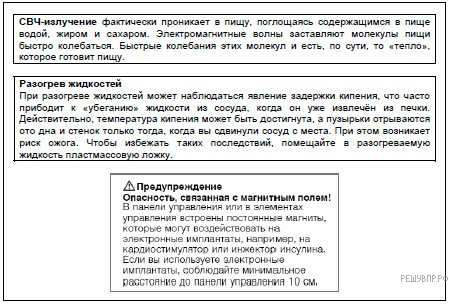 СВЧ-излучение фактически проникает в пищу, поглощаясь содержащимся в пище
водой, жиром и сахаром. Электромагнитные волны заставляют молекулы пищи
быстро колебаться. Быстрые колебания этих молекул и есть, по сути, то «тепло»,
которое готовит пищу.
Разогрев жидкостей
При разогреве жидкостей может наблюдаться явление задержки кипения, что часто
прибодит к «убеганию» жидкости из сосуда, когда он уже извлечён из печки.
Действительно, температура кипения может быть достигнута, а пузырьки отрываются
ото дна и стенок только тогда, когда вы сдвинули сосуд с места. При этом возникает
риск ожога. Чтобы избежать таких последствий, помещайте в разогреваемую
жидкость пластмассовую ложку.
⚠ Предупреждение
Опасность, связанная с магнитным полем!
В панели управления или в элементах
управления встроены постоянные магниты,
которые могут воздействовать на
электронные имплантаты, например, на
кардиостимулятор или инжектор инсулина.
Если вы используете электронные
имплантаты, соблюдайте минимальное
расстояние до панели управления 10 см.
РЕШУВПР.РФ